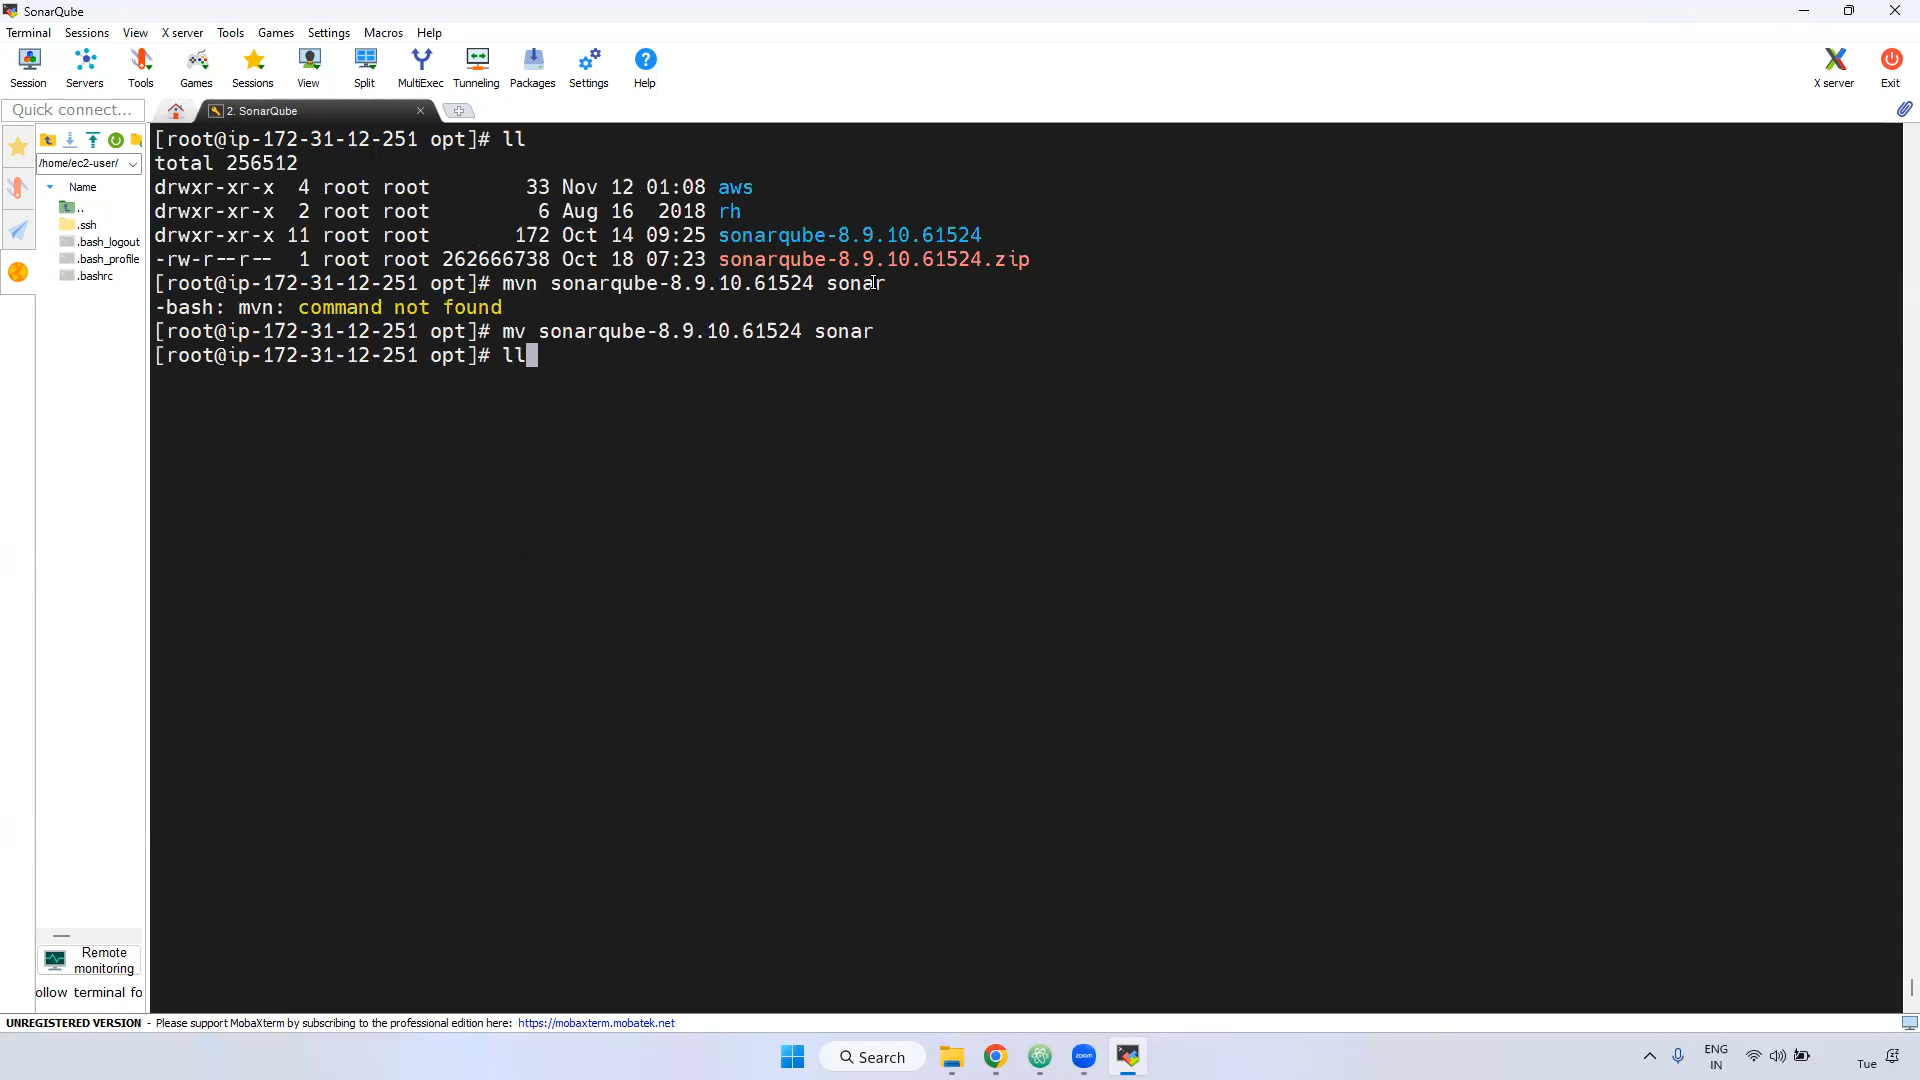 SonarQube
Terminal Sessions View X server Tools Games Settings Macros Help
Session Servers Tools Games Sessions View Split MultiExec Tunneling Packages Settings Help X server Exit
Quick connect... 2. SonarQube
/home/ec2-user/
Name
..
.ssh
.bash_logout
.bash_profile
.bashrc
[root@ip-172-31-12-251 opt]# ll
total 256512
drwxr-xr-x 4 root root 33 Nov 12 01:08 aws
drwxr-xr-x 2 root root 6 Aug 16 2018 rh
drwxr-xr-x 11 root root 172 Oct 14 09:25 sonarqube-8.9.10.61524
-rw-r--r-- 1 root root 262666738 Oct 18 07:23 sonarqube-8.9.10.61524.zip
[root@ip-172-31-12-251 opt]# mvn sonarqube-8.9.10.61524 sonar
-bash: mvn: command not found
[root@ip-172-31-12-251 opt]# mv sonarqube-8.9.10.61524 sonar
[root@ip-172-31-12-251 opt]# ll
Remote
monitoring
ollow terminal fo
UNREGISTERED VERSION - Please support MobaXterm by subscribing to the professional edition here: https://mobaxterm.mobatek.net
Search
zoom
ENG
IN
Tue